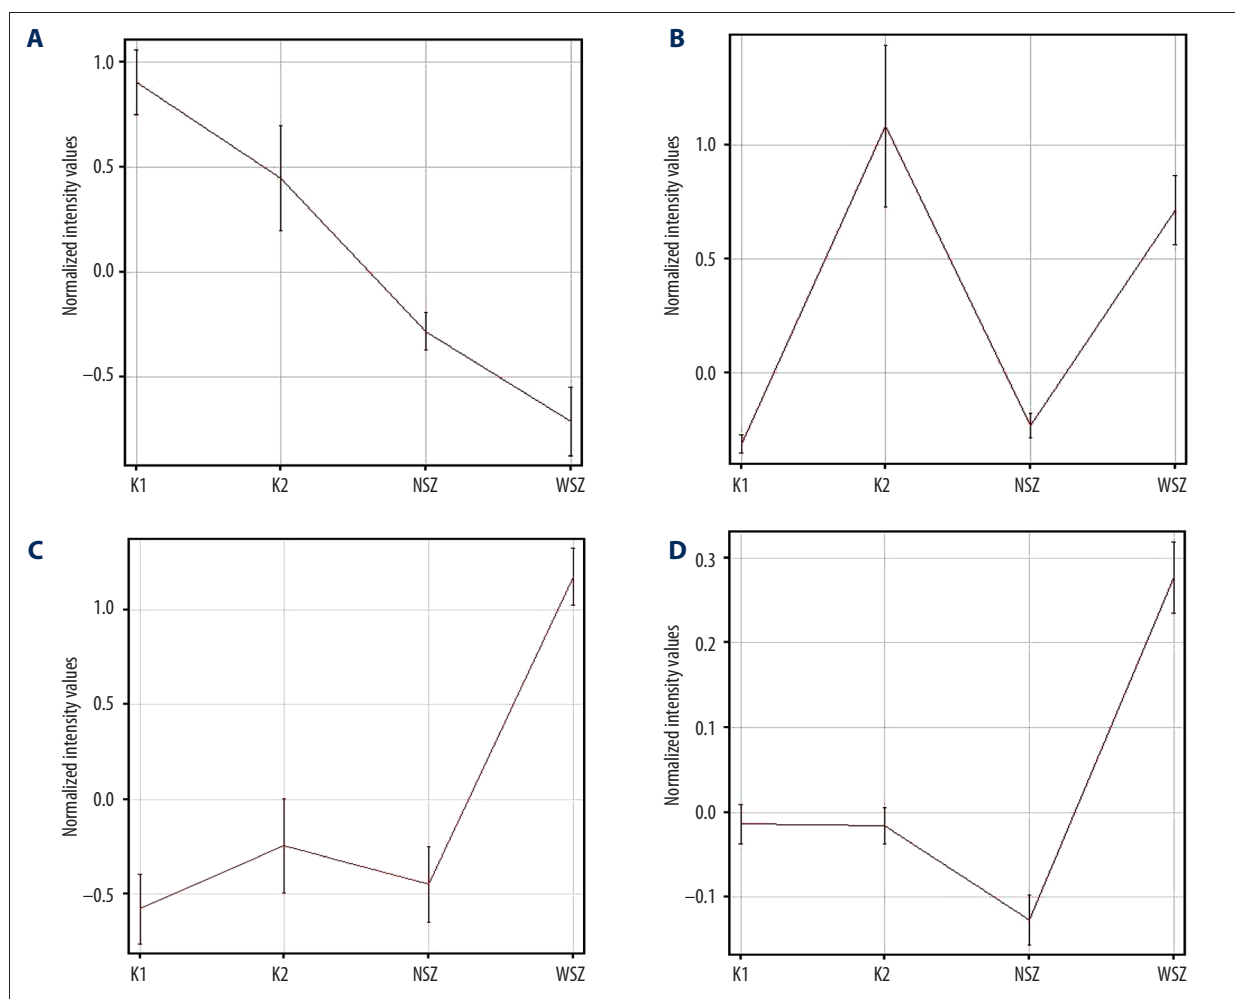 A
Normalized intensity values
1.0
0.5
0.0
−0.5
K1 K2 NSZ WSZ
B
Normalized intensity values
1.0
0.5
0.0
K1 K2 NSZ WSZ
C
Normalized intensity values
1.0
0.5
0.0
−0.5
K1 K2 NSZ WSZ
D
Normalized intensity values
0.3
0.2
0.1
0.0
−0.1
K1 K2 NSZ WSZ